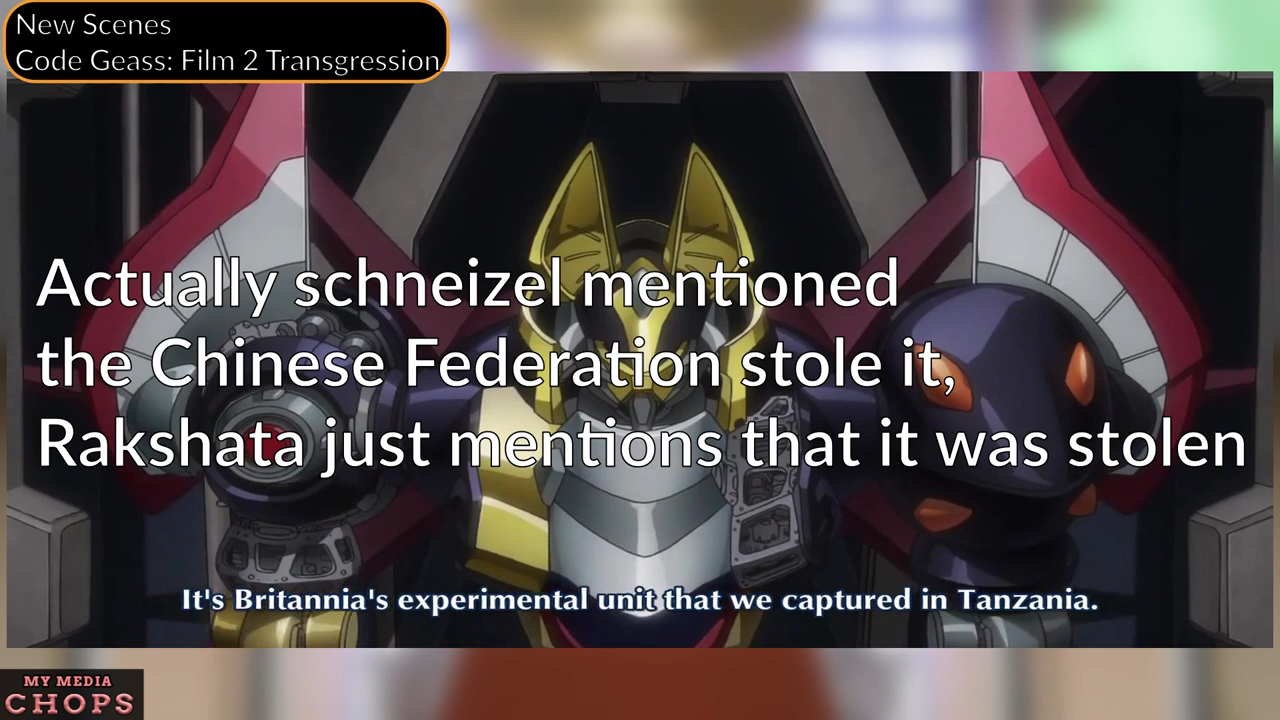 New Scenes
Code Geass: Film 2 Transgression
Actually schneizel mentioned
the Chinese Federation stole it,
Rakshata just mentions that it was stolen
It's Britannia's experimental unit that we captured in Tanzania.
MY MEDIA
CHOPS